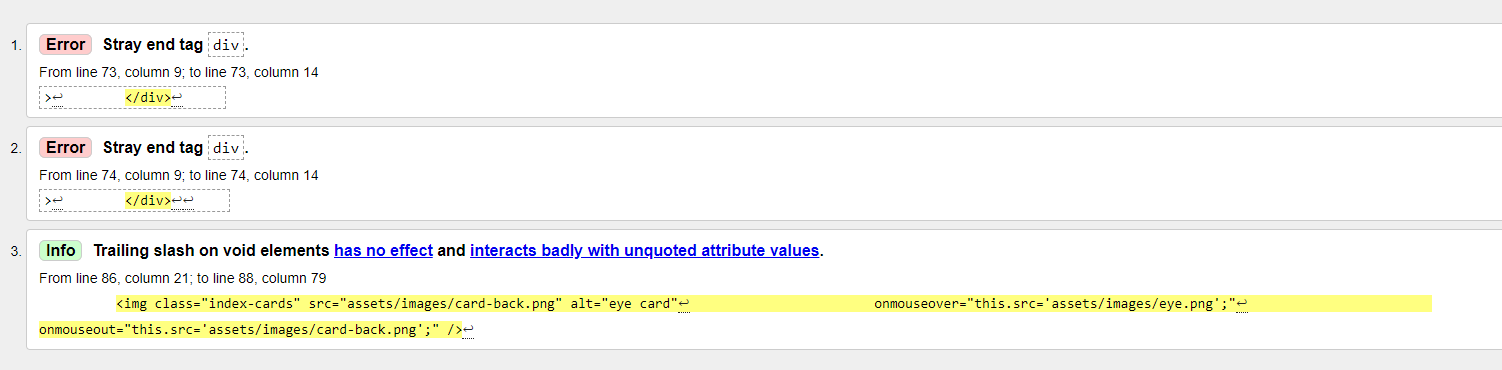 1. Error Stray end tag div.
From line 73, column 9; to line 73, column 14
>↩ </div>↩
2. Error Stray end tag div.
From line 74, column 9; to line 74, column 14
>↩ </div>↩↩
3. Info Trailing slash on void elements has no effect and interacts badly with unquoted attribute values.
From line 86, column 21; to line 88, column 79
<img class="index-cards" src="assets/images/card-back.png" alt="eye card"↩ onmouseover="this.src='assets/images/eye.png';"↩
onmouseout="this.src='assets/images/card-back.png';" />↩